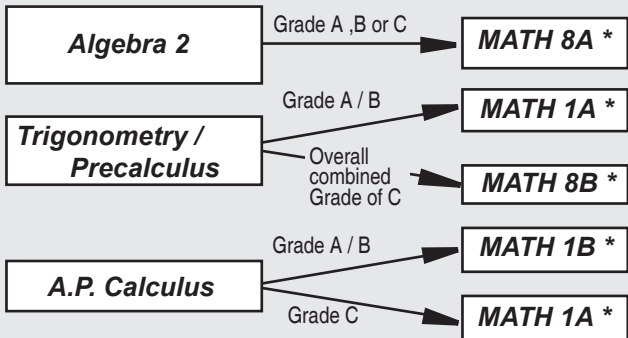 Algebra 2
Grade A ,B or C
MATH 8A *
Trigonometry /
Precalculus
Grade A / B
MATH 1A *
Overall
combined
Grade of C
MATH 8B *
A.P. Calculus
Grade A / B
MATH 1B *
Grade C
MATH 1A *